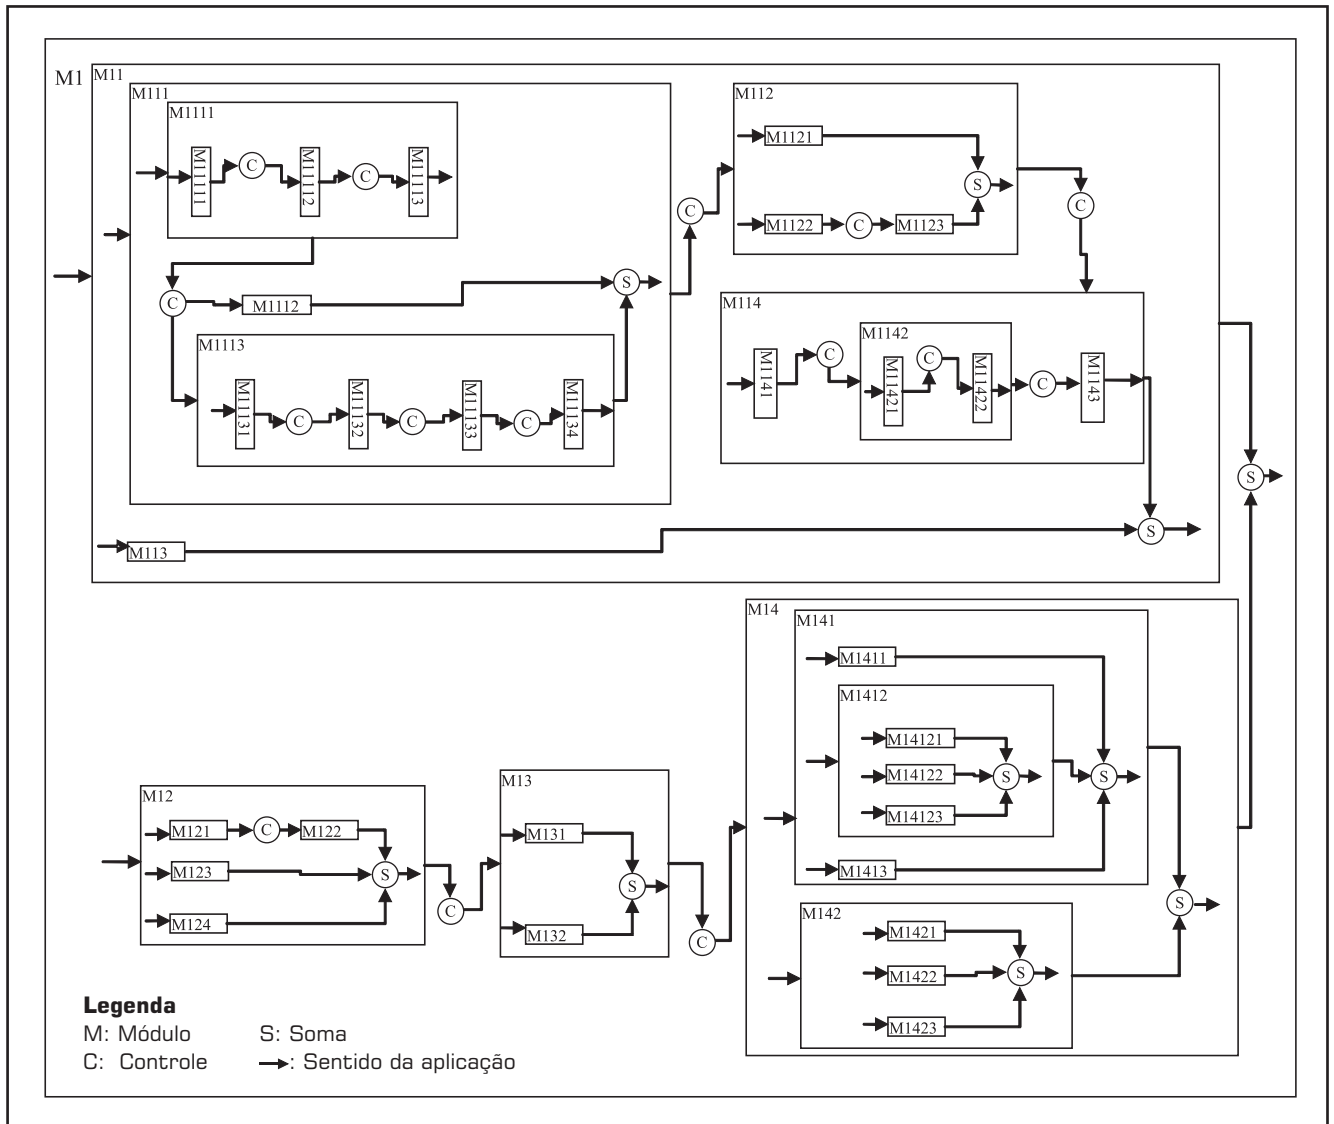 M1
M11
M111
M1111
M11111
C
M11112
C
M11113
C
M1112
S
M1113
M11131
C
M11132
C
M11133
C
M11134
C
M112
M1121
M1122
C
M1123
S
C
M114
M1141
C
M1142
M11421
C
M11422
C
M1143
M113
S
S
M12
M121
C
M122
M123
M124
S
C
M13
M131
M132
S
C
M14
M141
M1411
M1412
M14121
M14122
M14123
S
M1413
S
M142
M1421
M1422
M1423
S
S
Legenda
M: Módulo S: Soma
C: Controle : Sentido da aplicação